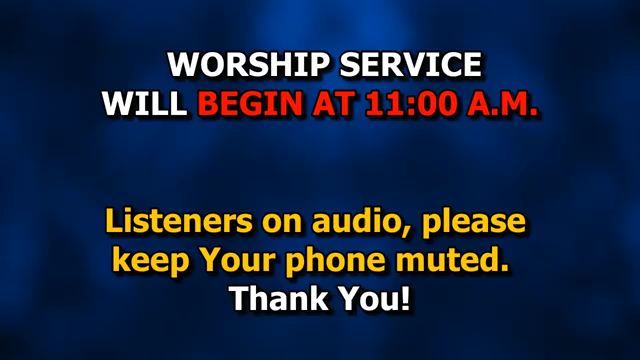 WORSHIP SERVICE
WILL BEGIN AT 11:00 A.M.
Listeners on audio, please
keep Your phone muted.
Thank You!